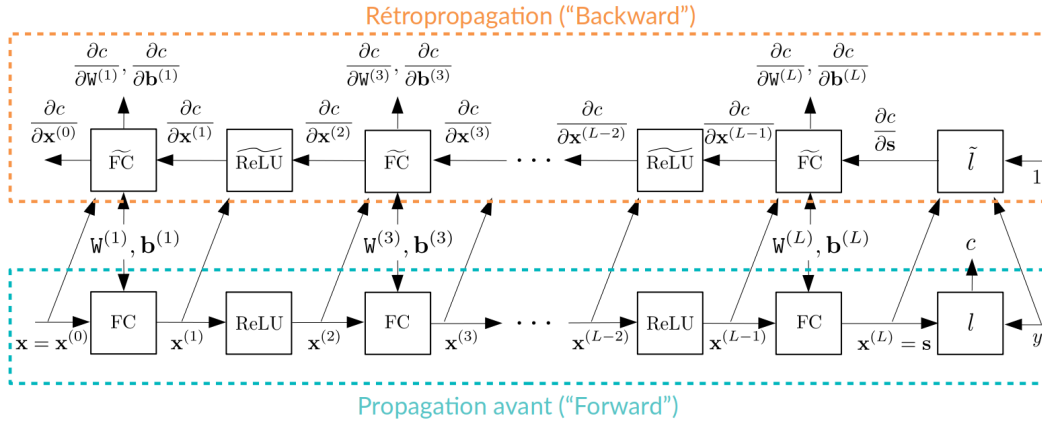 Rétropropagation (“Backward”)
∂c/∂W⁽¹⁾, ∂c/∂b⁽¹⁾ ∂c/∂W⁽³⁾, ∂c/∂b⁽³⁾ ∂c/∂W⁽ᴸ⁾, ∂c/∂b⁽ᴸ⁾
∂c/∂x⁽⁰⁾ ∂c/∂x⁽¹⁾ ∂c/∂x⁽²⁾ ∂c/∂x⁽³⁾ ∂c/∂x⁽ᴸ⁻²⁾ ∂c/∂x⁽ᴸ⁻¹⁾ ∂c/∂s
F͠C R͠eLU F͠C · · · R͠eLU F͠C l̃ 1
W⁽¹⁾, b⁽¹⁾ W⁽³⁾, b⁽³⁾ W⁽ᴸ⁾, b⁽ᴸ⁾ c
FC ReLU FC · · · ReLU FC l
x = x⁽⁰⁾ x⁽¹⁾ x⁽²⁾ x⁽³⁾ x⁽ᴸ⁻²⁾ x⁽ᴸ⁻¹⁾ x⁽ᴸ⁾ = s y
Propagation avant (“Forward”)